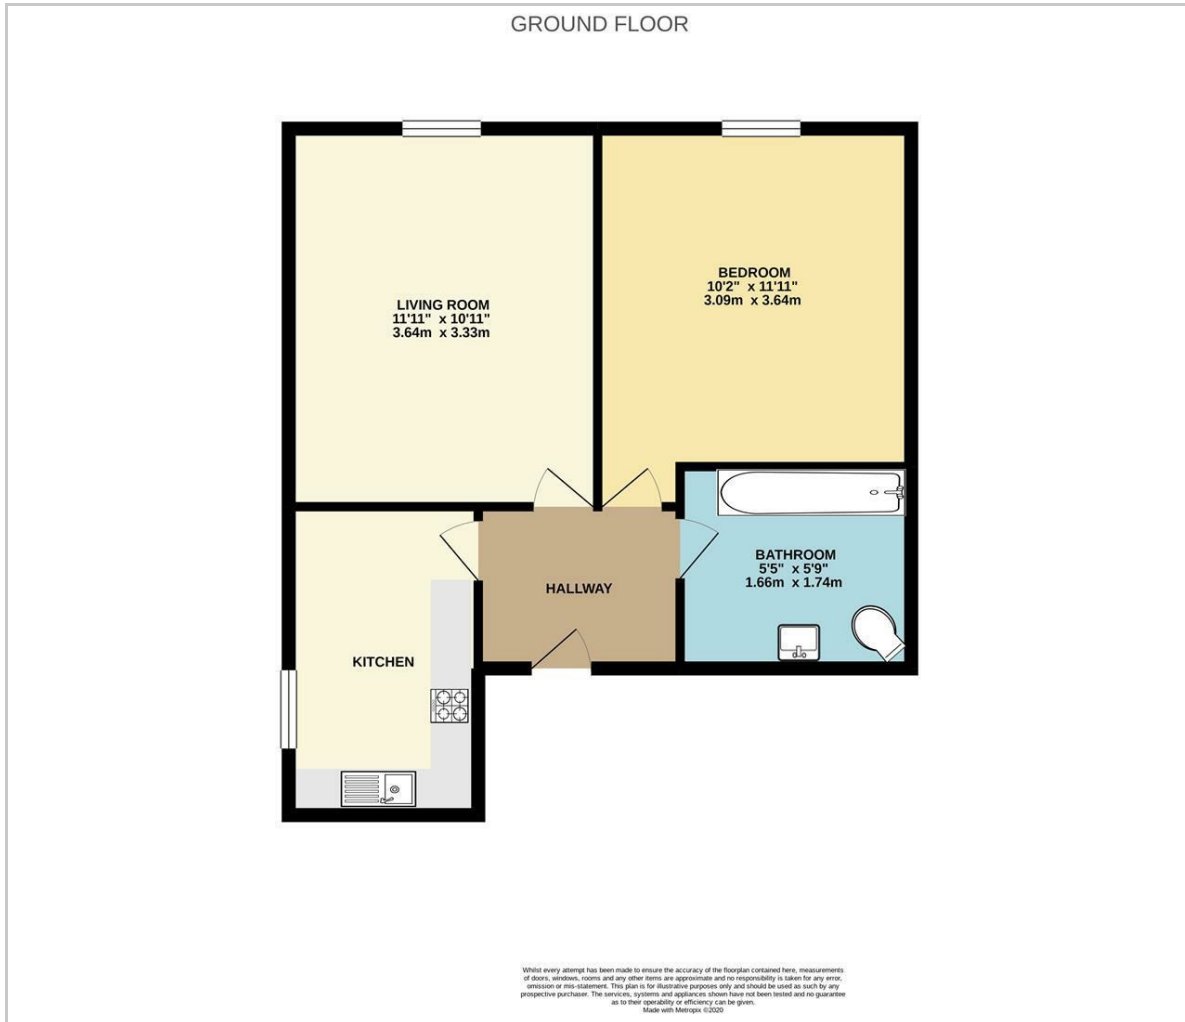 GROUND FLOOR
BEDROOM
10'2" x 11'11"
3.09m x 3.64m
LIVING ROOM
11'11" x 10'11"
3.64m x 3.33m
BATHROOM
5'5" x 5'9"
1.66m x 1.74m
HALLWAY
KITCHEN
Whilst every attempt has been made to ensure the accuracy of the floorplan contained here, measurements
of doors, windows, rooms and any other items are approximate and no responsibility is taken for any error,
omission or mis-statement. This plan is for illustrative purposes only and should be used as such by any
prospective purchaser. The services, systems and appliances shown have not been tested and no guarantee
as to their operability or efficiency can be given.
Made with Metropix ©2020